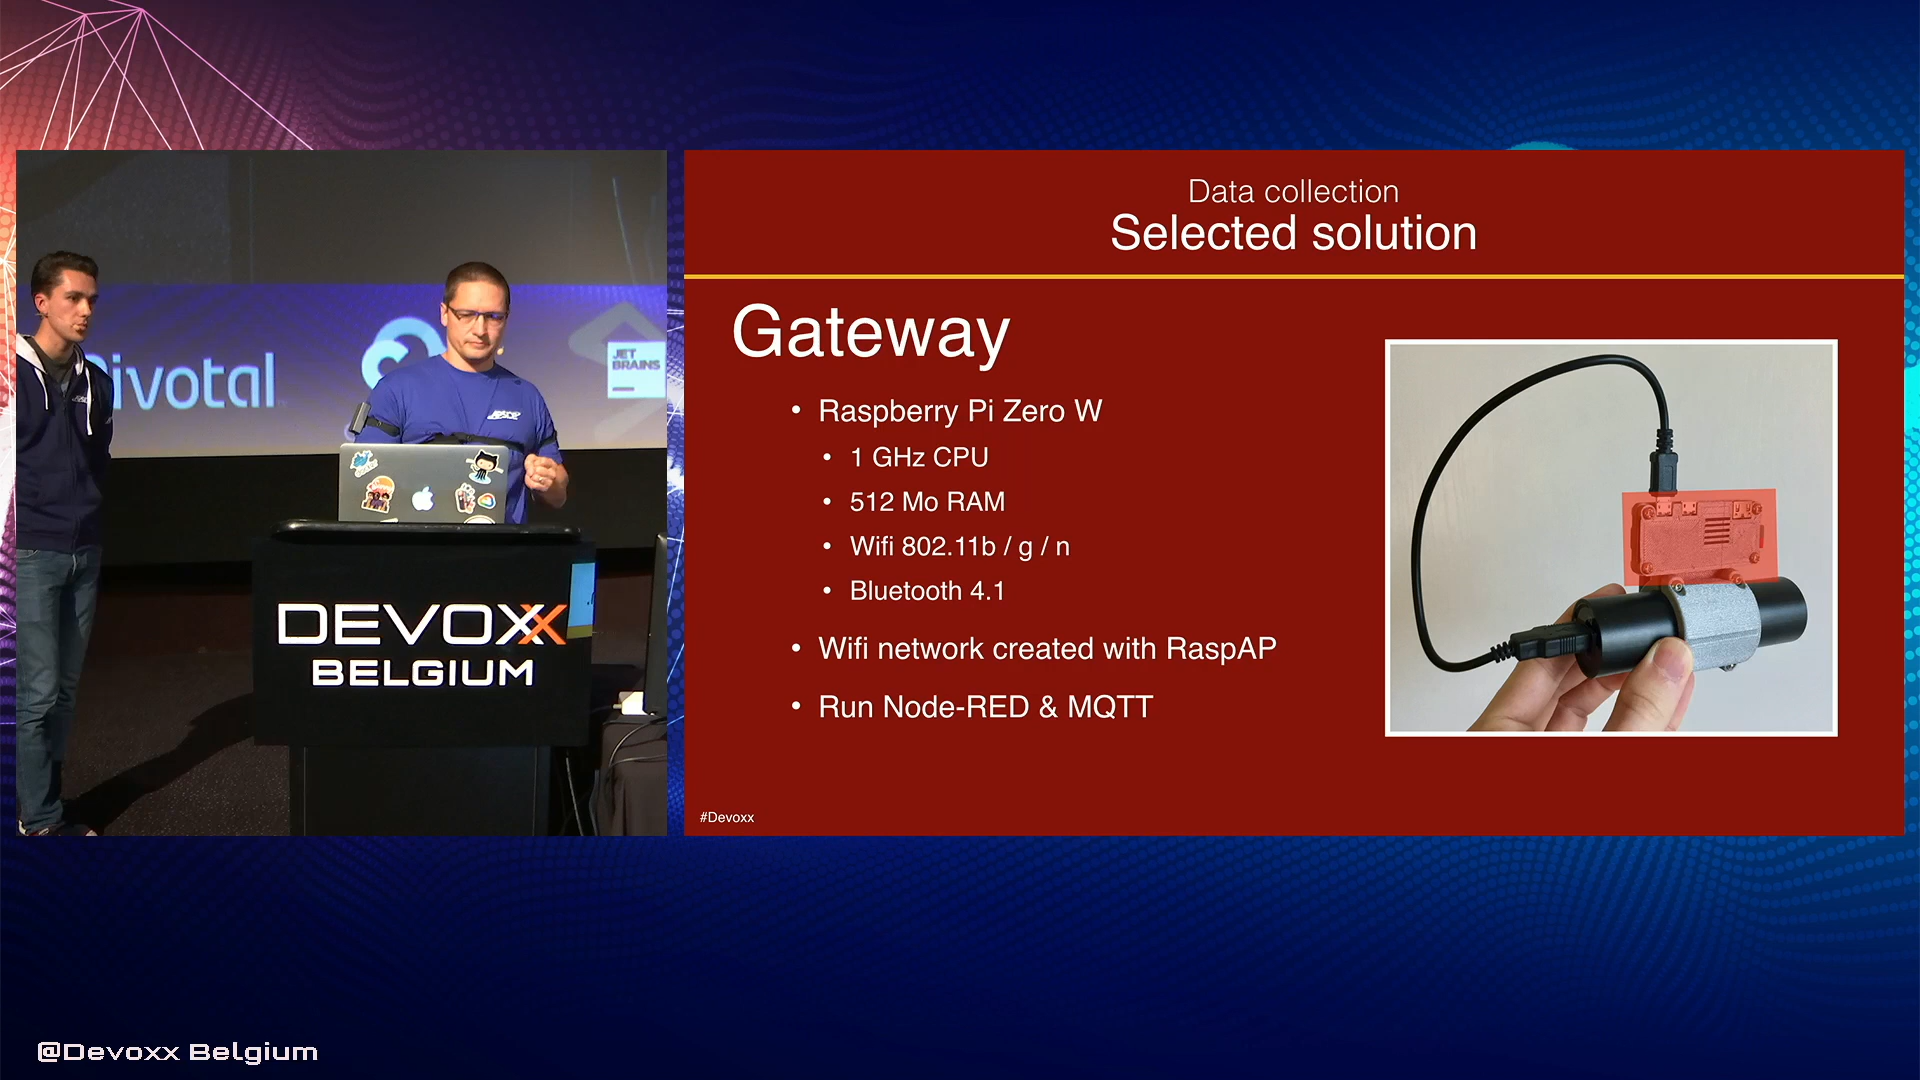 Data collection
Selected solution
Gateway
• Raspberry Pi Zero W
• 1 GHz CPU
• 512 Mo RAM
• Wifi 802.11b / g / n
• Bluetooth 4.1
• Wifi network created with RaspAP
• Run Node-RED & MQTT
#Devoxx
Pivotal
JET
BRAINS
DEVOXX
BELGIUM
@Devoxx Belgium